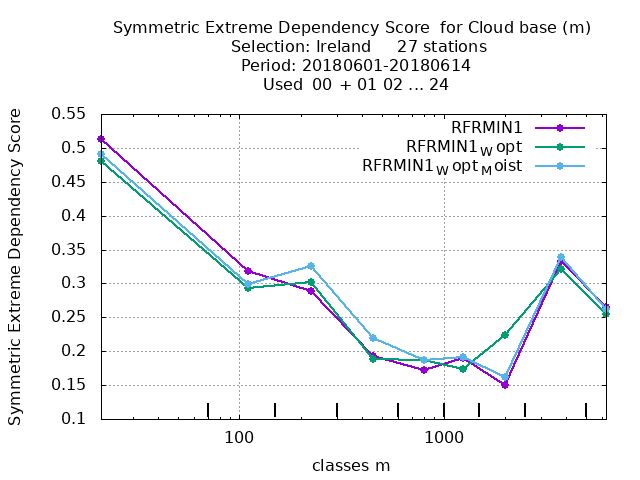 Symmetric Extreme Dependency Score  for Cloud base (m)
Selection: Ireland     27 stations
Period: 20180601-20180614
Used  00  + 01 02 ... 24
Symmetric Extreme Dependency Score
0.55
0.5
0.45
0.4
0.35
0.3
0.25
0.2
0.15
0.1
RFRMIN1
RFRMIN1Wopt
RFRMIN1WoptMoist
100
1000
classes m